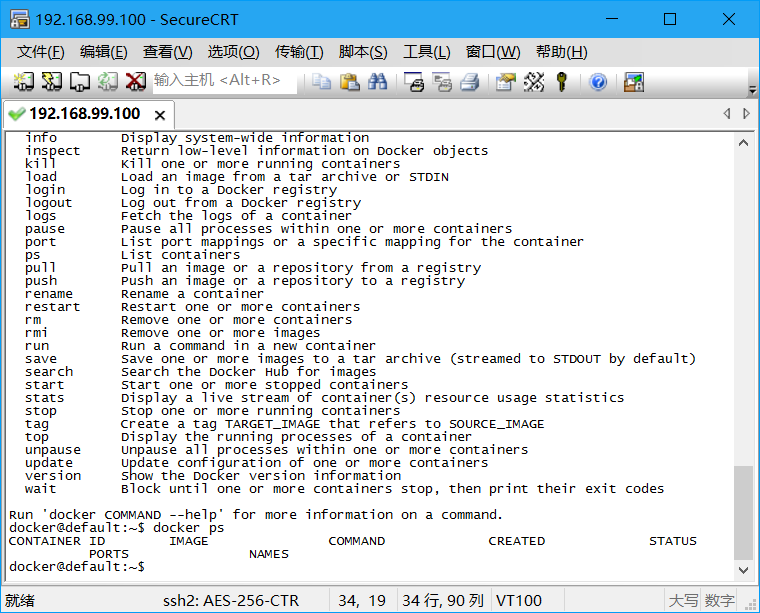 192.168.99.100 - SecureCRT
文件(F) 编辑(E) 查看(V) 选项(O) 传输(T) 脚本(S) 工具(L) 窗口(W) 帮助(H)
输入主机 <Alt+R>
192.168.99.100
info Display system-wide information
inspect Return low-level information on Docker objects
kill Kill one or more running containers
load Load an image from a tar archive or STDIN
login Log in to a Docker registry
logout Log out from a Docker registry
logs Fetch the logs of a container
pause Pause all processes within one or more containers
port List port mappings or a specific mapping for the container
ps List containers
pull Pull an image or a repository from a registry
push Push an image or a repository to a registry
rename Rename a container
restart Restart one or more containers
rm Remove one or more containers
rmi Remove one or more images
run Run a command in a new container
save Save one or more images to a tar archive (streamed to STDOUT by default)
search Search the Docker Hub for images
start Start one or more stopped containers
stats Display a live stream of container(s) resource usage statistics
stop Stop one or more running containers
tag Create a tag TARGET_IMAGE that refers to SOURCE_IMAGE
top Display the running processes of a container
unpause Unpause all processes within one or more containers
update Update configuration of one or more containers
version Show the Docker version information
wait Block until one or more containers stop, then print their exit codes
Run 'docker COMMAND --help' for more information on a command.
docker@default:~$ docker ps
CONTAINER ID IMAGE COMMAND CREATED STATUS
PORTS NAMES
docker@default:~$
就绪 ssh2: AES-256-CTR 34, 19 34 行, 90 列 VT100 大写 数字